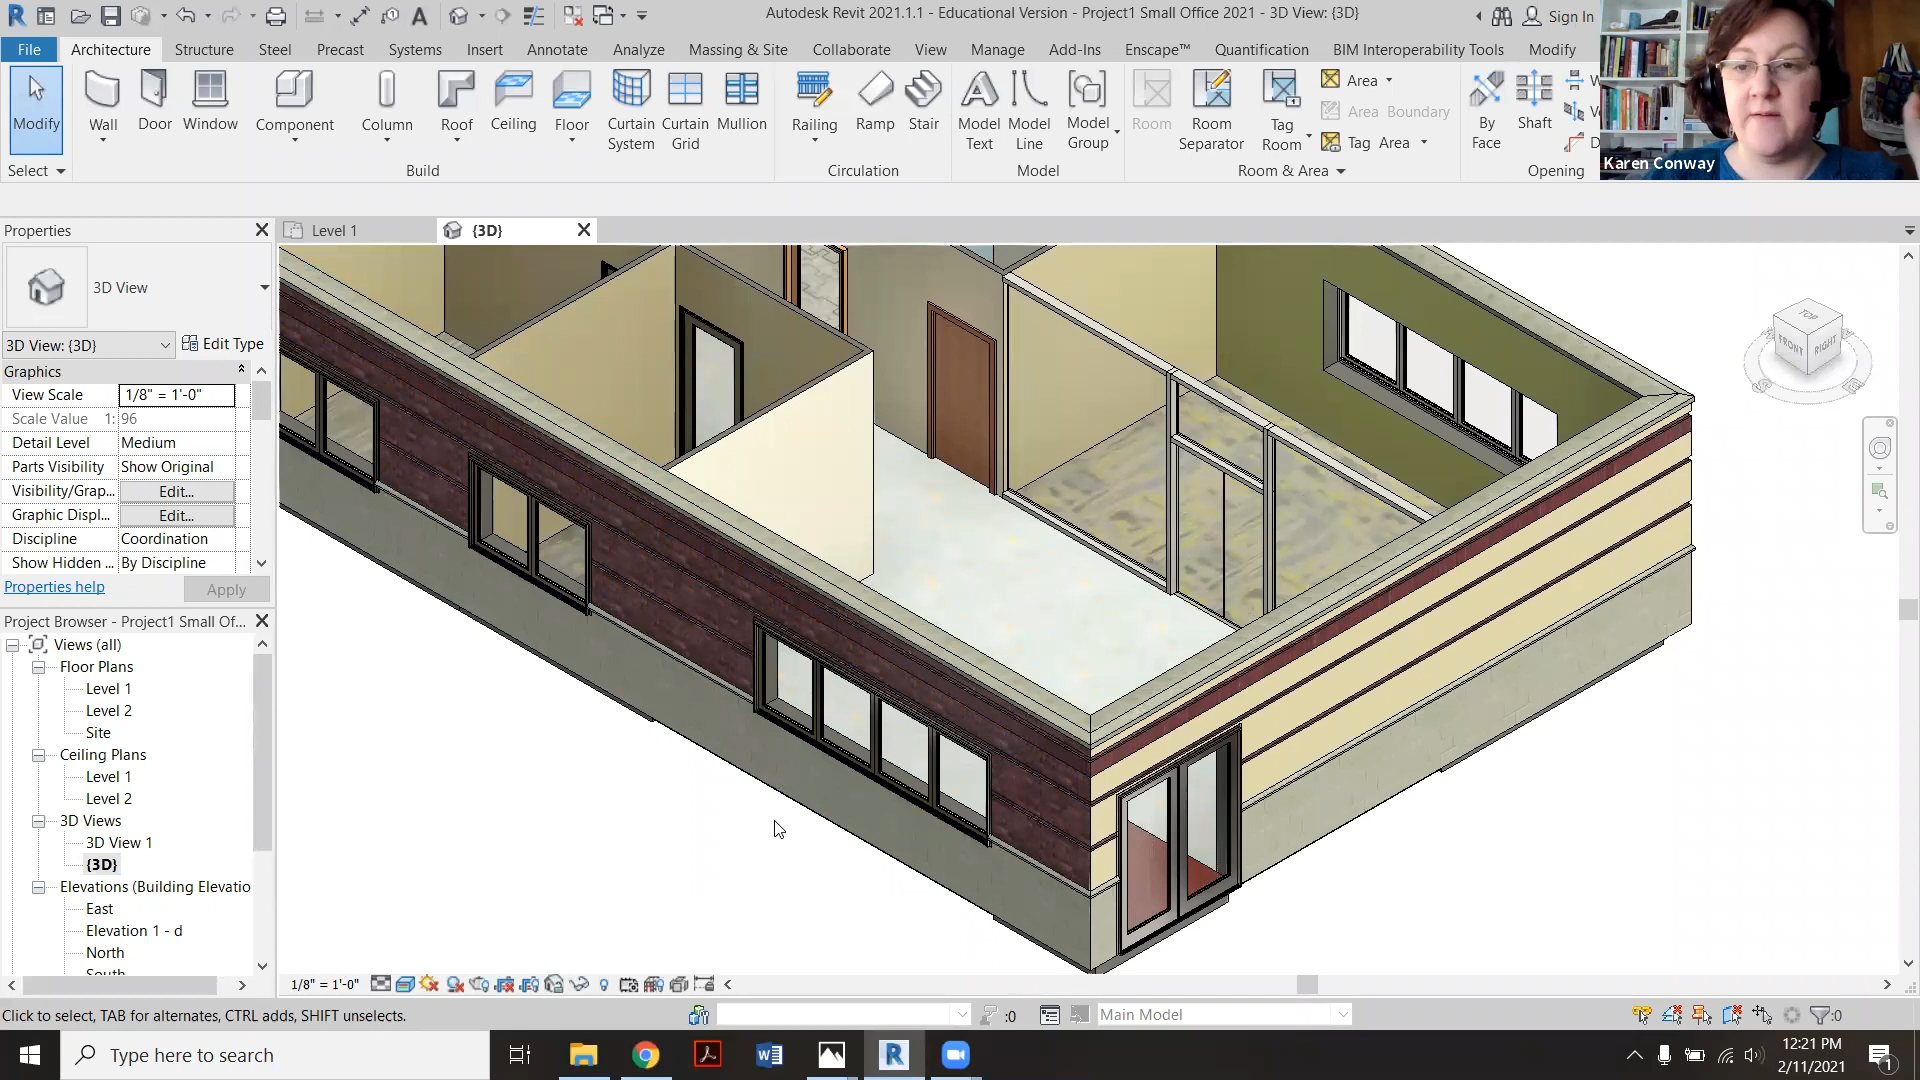 Autodesk Revit 2021.1.1 - Educational Version - Project1 Small Office 2021 - 3D View: {3D}
Sign In
File Architecture Structure Steel Precast Systems Insert Annotate Analyze Massing & Site Collaborate View Manage Add-Ins Enscape™ Quantification BIM Interoperability Tools Modify
Modify
Wall
Door
Window
Component
Column
Roof
Ceiling
Floor
Curtain System
Curtain Grid
Mullion
Railing
Ramp
Stair
Model Text
Model Line
Model Group
Room
Room Separator
Tag Room
Area
Area Boundary
Tag Area
By Face
Shaft
Select
Build
Circulation
Model
Room & Area
Opening
Karen Conway
Properties
Level 1
{3D}
3D View
3D View: {3D}
Edit Type
Graphics
View Scale 1/8" = 1'-0"
Scale Value 1: 96
Detail Level Medium
Parts Visibility Show Original
Visibility/Grap... Edit...
Graphic Displ... Edit...
Discipline Coordination
Show Hidden ... By Discipline
Properties help Apply
Project Browser - Project1 Small Of...
Views (all)
Floor Plans
Level 1
Level 2
Site
Ceiling Plans
Level 1
Level 2
3D Views
3D View 1
{3D}
Elevations (Building Elevatio
East
Elevation 1 - d
North
South
TOP
FRONT
RIGHT
S
E
1/8" = 1'-0"
Click to select, TAB for alternates, CTRL adds, SHIFT unselects.
:0
Main Model
:0
Type here to search
12:21 PM
2/11/2021
1